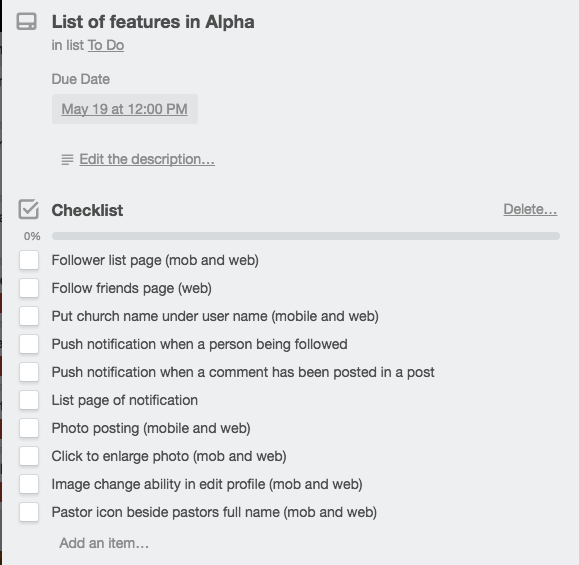 List of features in Alpha
in list To Do
Due Date
May 19 at 12:00 PM
Edit the description…
Checklist
Delete…
0%
Follower list page (mob and web)
Follow friends page (web)
Put church name under user name (mobile and web)
Push notification when a person being followed
Push notification when a comment has been posted in a post
List page of notification
Photo posting (mobile and web)
Click to enlarge photo (mob and web)
Image change ability in edit profile (mob and web)
Pastor icon beside pastors full name (mob and web)
Add an item…